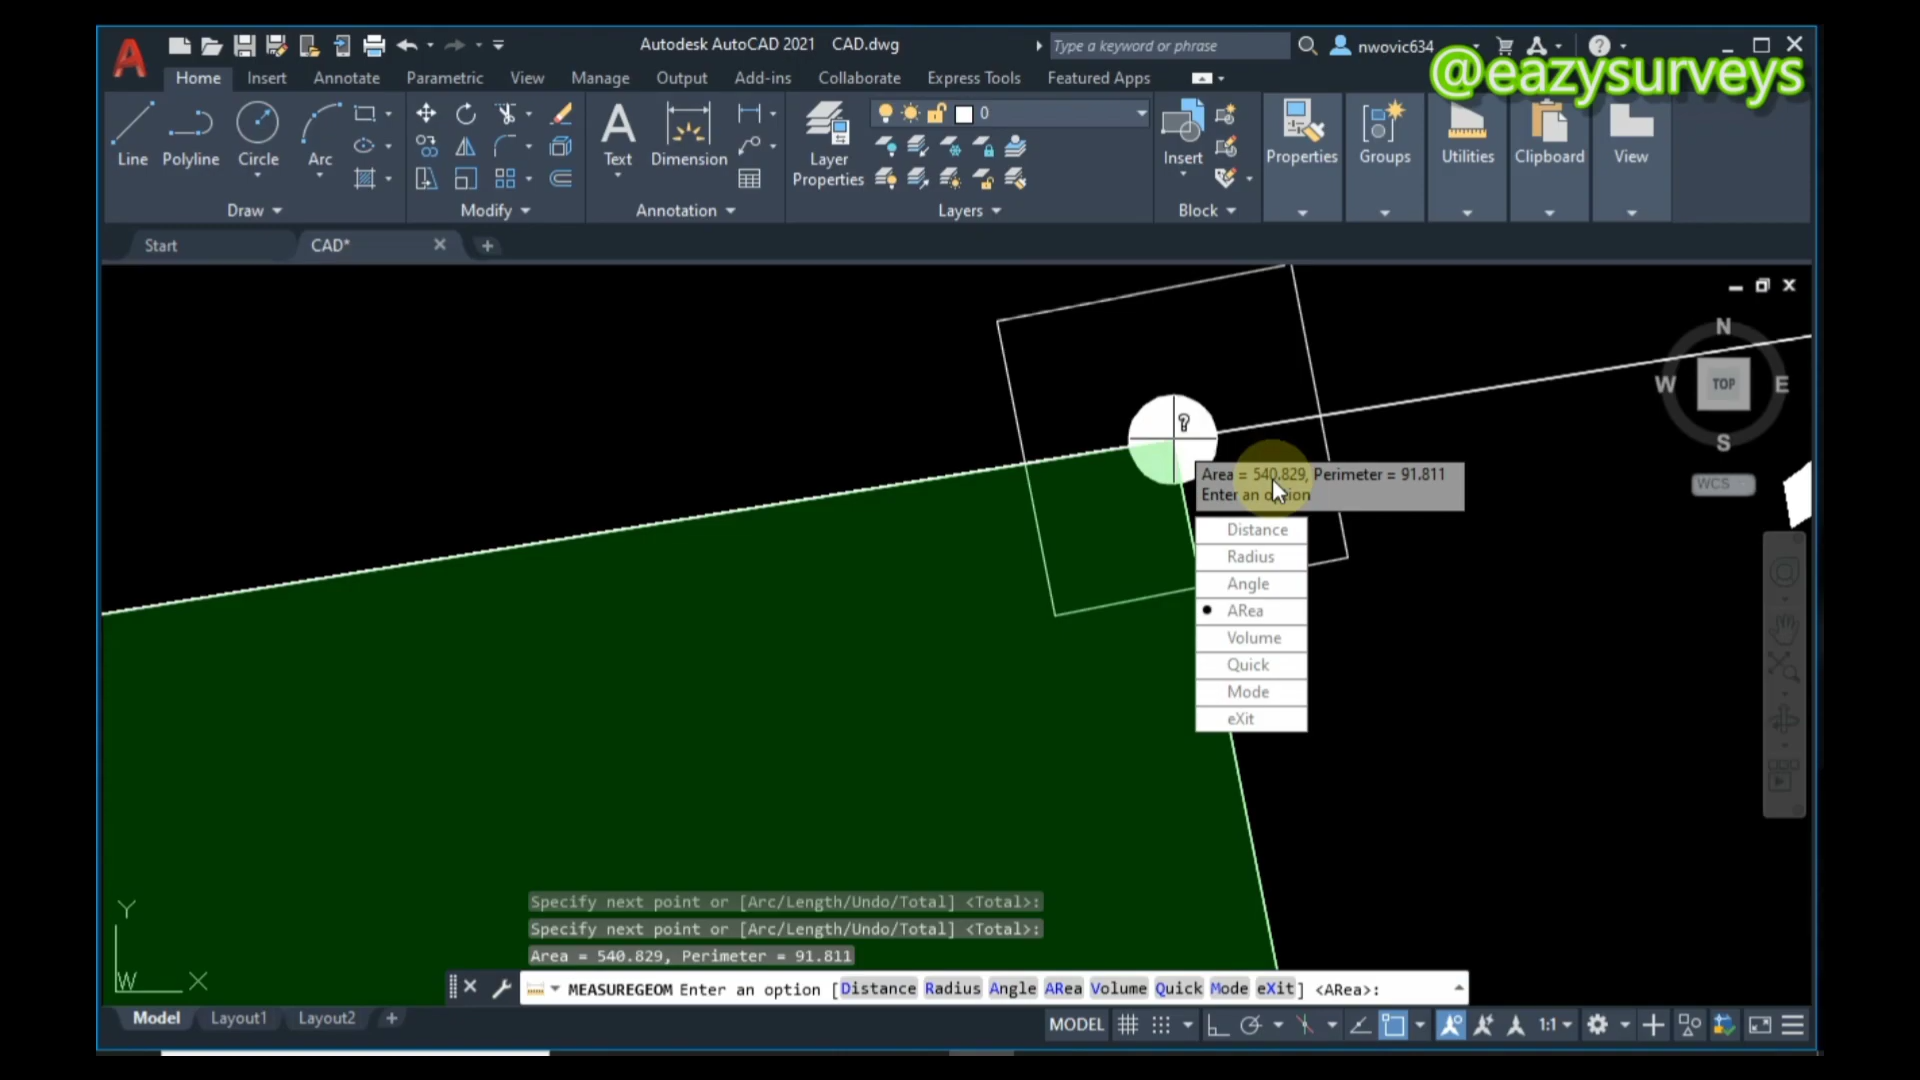 Autodesk AutoCAD 2021 CAD.dwg
Type a keyword or phrase
nwovic634
@eazysurveys
Home Insert Annotate Parametric View Manage Output Add-ins Collaborate Express Tools Featured Apps
Line Polyline Circle Arc
Text Dimension
Layer Properties
0
Insert
Properties Groups Utilities Clipboard View
Draw Modify Annotation Layers Block
Start CAD*
N
W TOP E
S
WCS
Area = 540.829, Perimeter = 91.811
Enter an option
Distance
Radius
Angle
ARea
Volume
Quick
Mode
eXit
Specify next point or [Arc/Length/Undo/Total] <Total>:
Specify next point or [Arc/Length/Undo/Total] <Total>:
Area = 540.829, Perimeter = 91.811
MEASUREGEOM Enter an option [Distance Radius Angle ARea Volume Quick Mode eXit] <ARea>:
Y
W X
Model Layout1 Layout2
MODEL 1:1